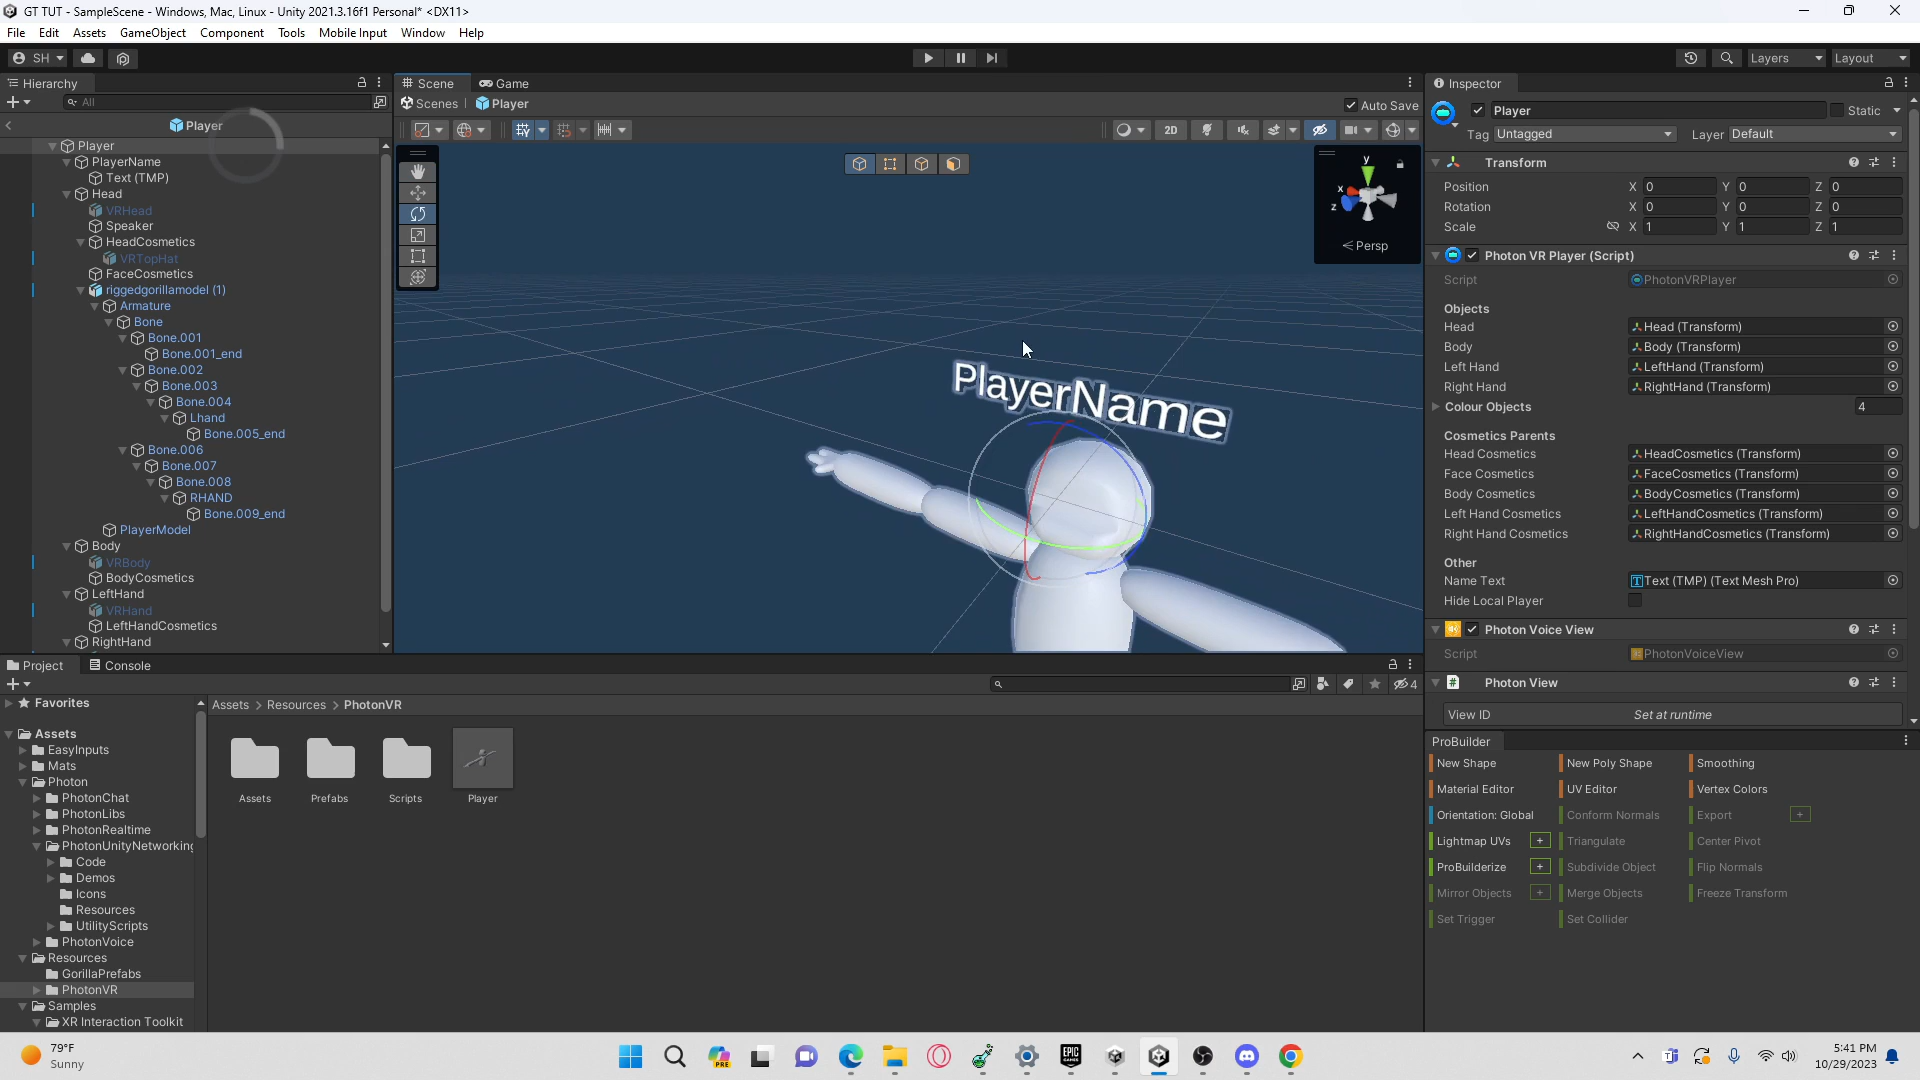 GT TUT - SampleScene - Windows, Mac, Linux - Unity 2021.3.16f1 Personal* <DX11>
File Edit Assets GameObject Component Tools Mobile Input Window Help
SH Layers Layout
Hierarchy
All
Player
Player
PlayerName
Text (TMP)
Head
VRHead
Speaker
HeadCosmetics
VRTopHat
FaceCosmetics
riggedgorillamodel (1)
Armature
Bone
Bone.001
Bone.001_end
Bone.002
Bone.003
Bone.004
Lhand
Bone.005_end
Bone.006
Bone.007
Bone.008
RHAND
Bone.009_end
PlayerModel
Body
VRBody
BodyCosmetics
LeftHand
VRHand
LeftHandCosmetics
RightHand
Scene Game
Scenes Player Auto Save
2D
y
x
z
< Persp
PlayerName
Inspector
Player Static
Tag Untagged Layer Default
Transform
Position X 0 Y 0 Z 0
Rotation X 0 Y 0 Z 0
Scale X 1 Y 1 Z 1
Photon VR Player (Script)
Script PhotonVRPlayer
Objects
Head Head (Transform)
Body Body (Transform)
Left Hand LeftHand (Transform)
Right Hand RightHand (Transform)
Colour Objects 4
Cosmetics Parents
Head Cosmetics HeadCosmetics (Transform)
Face Cosmetics FaceCosmetics (Transform)
Body Cosmetics BodyCosmetics (Transform)
Left Hand Cosmetics LeftHandCosmetics (Transform)
Right Hand Cosmetics RightHandCosmetics (Transform)
Other
Name Text Text (TMP) (Text Mesh Pro)
Hide Local Player
Photon Voice View
Script PhotonVoiceView
Photon View
View ID Set at runtime
ProBuilder
New Shape New Poly Shape Smoothing
Material Editor UV Editor Vertex Colors
Orientation: Global Conform Normals Export +
Lightmap UVs + Triangulate Center Pivot
ProBuilderize + Subdivide Object Flip Normals
Mirror Objects + Merge Objects Freeze Transform
Set Trigger Set Collider
Project Console
4
Favorites
Assets
EasyInputs
Mats
Photon
PhotonChat
PhotonLibs
PhotonRealtime
PhotonUnityNetworking
Code
Demos
Icons
Resources
UtilityScripts
PhotonVoice
Resources
GorillaPrefabs
PhotonVR
Samples
XR Interaction Toolkit
Assets > Resources > PhotonVR
Assets Prefabs Scripts Player
79°F
Sunny
PRE
EPIC GAMES
5:41 PM
10/29/2023